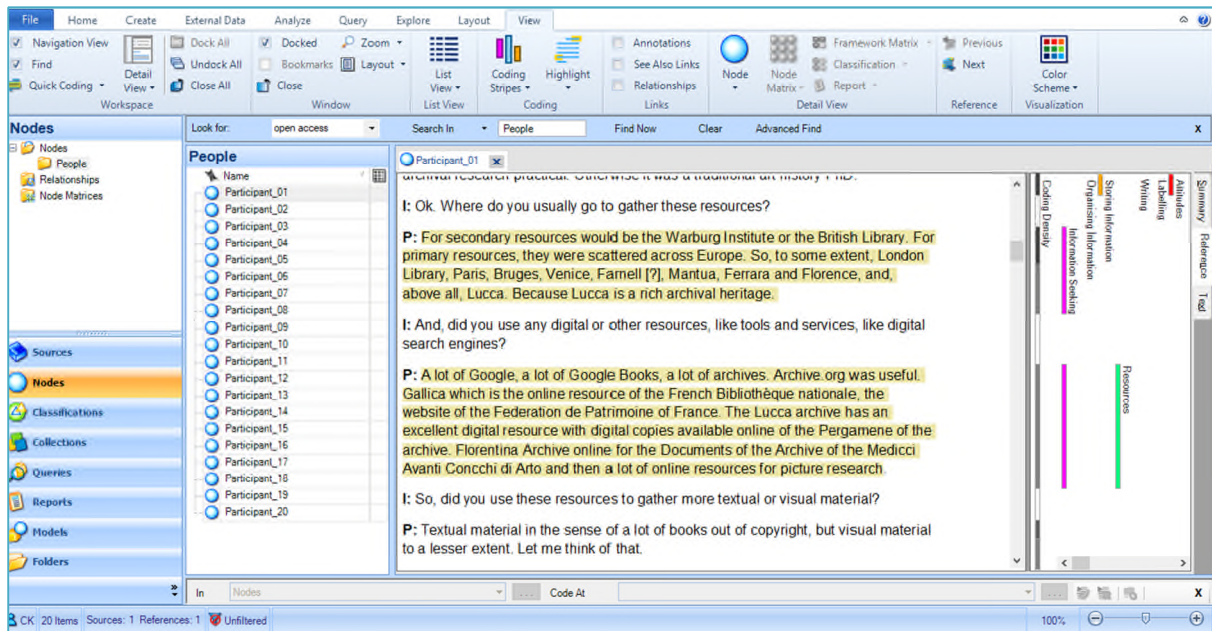 File Home Create External Data Analyze Query Explore Layout View
Navigation View
Find
Quick Coding
Detail View
Workspace
Dock All
Undock All
Close All
Docked
Bookmarks
Close
Zoom
Layout
Window
List View
List View
Coding Stripes
Highlight
Coding
Annotations
See Also Links
Relationships
Links
Node
Node Matrix
Framework Matrix
Classification
Report
Detail View
Previous
Next
Reference
Color Scheme
Visualization
Nodes
Look for: open access Search In People Find Now Clear Advanced Find X
Nodes
People
Relationships
Node Matrices
Sources
Nodes
Classifications
Collections
Queries
Reports
Models
Folders
People
Name
Participant_01
Participant_02
Participant_03
Participant_04
Participant_05
Participant_06
Participant_07
Participant_08
Participant_09
Participant_10
Participant_11
Participant_12
Participant_13
Participant_14
Participant_15
Participant_16
Participant_17
Participant_18
Participant_19
Participant_20
Participant_01
archival research practical. Otherwise it was a traditional art history PhD.
I: Ok. Where do you usually go to gather these resources?
P: For secondary resources would be the Warburg Institute or the British Library. For
primary resources, they were scattered across Europe. So, to some extent, London
Library, Paris, Bruges, Venice, Farnell [?], Mantua, Ferrara and Florence, and,
above all, Lucca. Because Lucca is a rich archival heritage.
I: And, did you use any digital or other resources, like tools and services, like digital
search engines?
P: A lot of Google, a lot of Google Books, a lot of archives. Archive.org was useful.
Gallica which is the online resource of the French Bibliothèque nationale, the
website of the Federation de Patrimoine of France. The Lucca archive has an
excellent digital resource with digital copies available online of the Pergamene of the
archive. Florentina Archive online for the Documents of the Archive of the Medicci
Avanti Concchi di Arto and then a lot of online resources for picture research.
I: So, did you use these resources to gather more textual or visual material?
P: Textual material in the sense of a lot of books out of copyright, but visual material
to a lesser extent. Let me think of that.
Coding Density
Information Seeking
Organising Information
Storing Information
Resources
Writing
Labelling
Attitudes
Summary
Reference
Text
In Nodes ... Code At ... X
CK 20 Items Sources: 1 References: 1 Unfiltered 100%